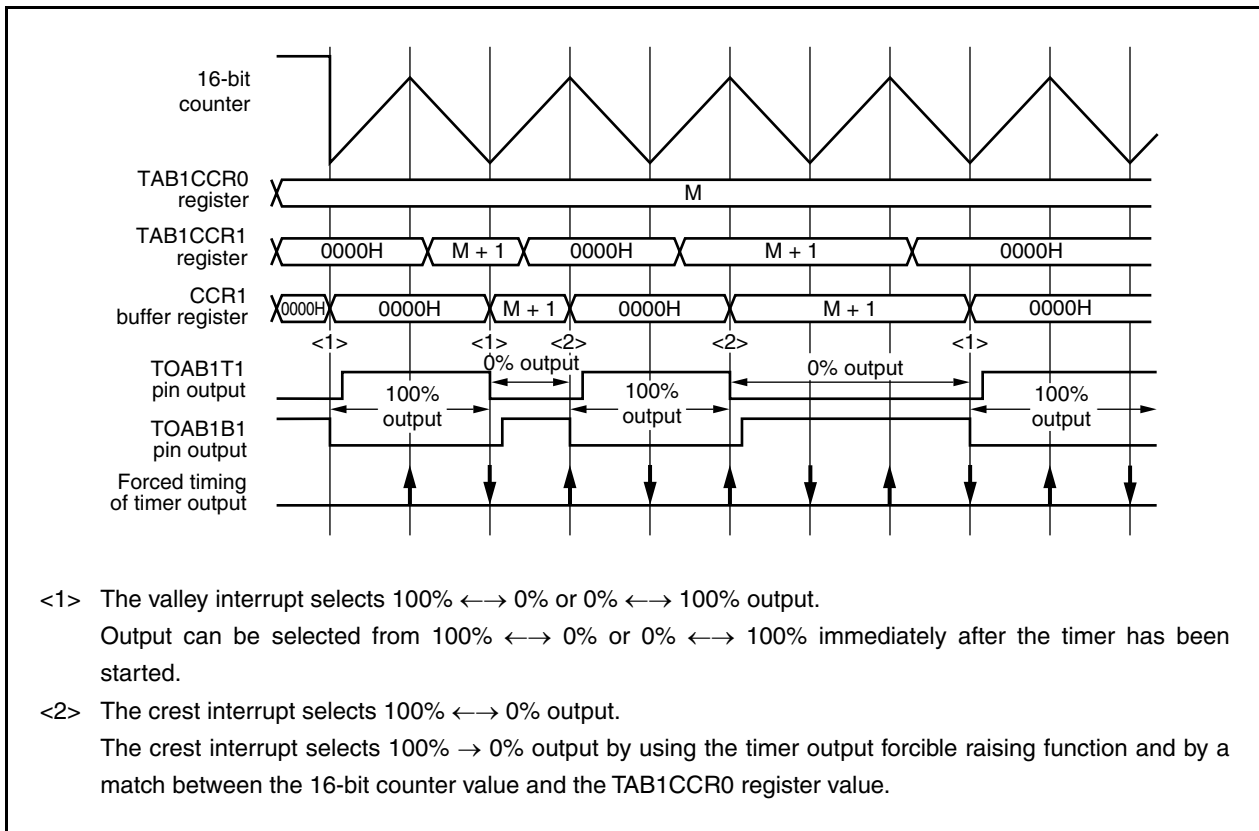 16-bit
counter
TAB1CCR0
register
M
TAB1CCR1
register
0000H
M + 1
0000H
M + 1
0000H
CCR1
buffer register
0000H
0000H
M + 1
0000H
M + 1
0000H
<1>
<1>
<2>
<2>
<1>
TOAB1T1
pin output
0% output
0% output
100%
output
100%
output
100%
output
TOAB1B1
pin output
Forced timing
of timer output
<1> The valley interrupt selects 100% ←→ 0% or 0% ←→ 100% output.
Output can be selected from 100% ←→ 0% or 0% ←→ 100% immediately after the timer has been
started.
<2> The crest interrupt selects 100% ←→ 0% output.
The crest interrupt selects 100% → 0% output by using the timer output forcible raising function and by a
match between the 16-bit counter value and the TAB1CCR0 register value.